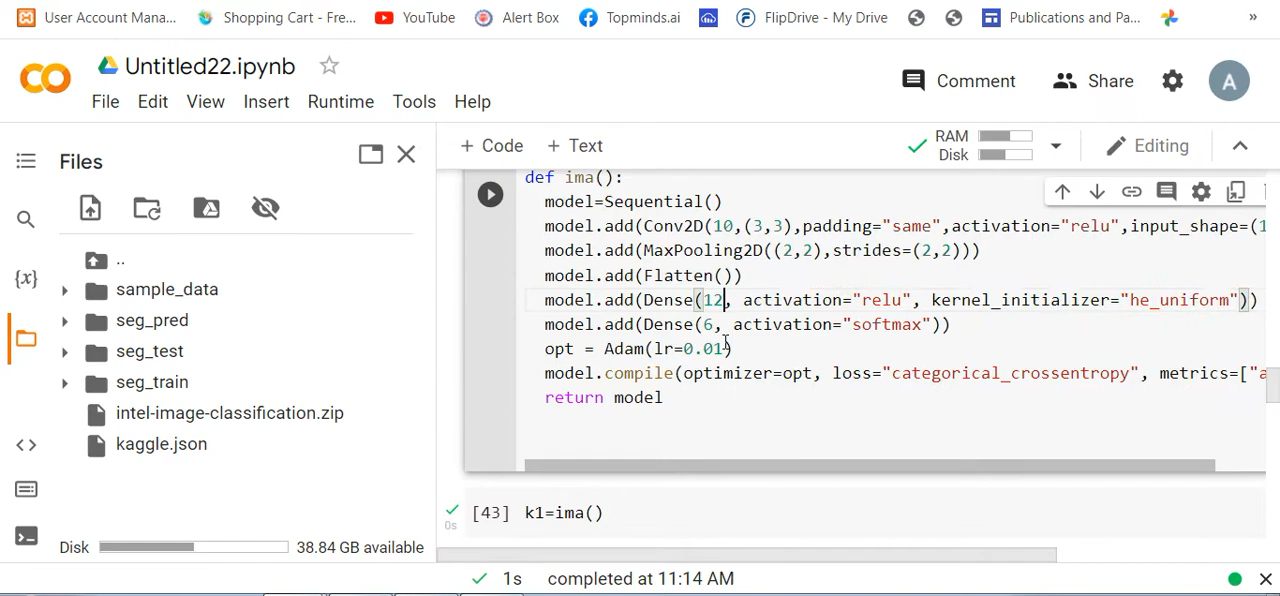 User Account Mana... Shopping Cart - Fre... YouTube Alert Box Topminds.ai FlipDrive - My Drive Publications and Pa... »
Untitled22.ipynb
Comment Share A
File Edit View Insert Runtime Tools Help
Files
+ Code + Text
RAM
Disk
Editing
{x}
..
sample_data
seg_pred
seg_test
seg_train
intel-image-classification.zip
kaggle.json
Disk 38.84 GB available
def ima():
model=Sequential()
model.add(Conv2D(10,(3,3),padding="same",activation="relu",input_shape=(1
model.add(MaxPooling2D((2,2),strides=(2,2)))
model.add(Flatten())
model.add(Dense(12, activation="relu", kernel_initializer="he_uniform"))
model.add(Dense(6, activation="softmax"))
opt = Adam(lr=0.01)
model.compile(optimizer=opt, loss="categorical_crossentropy", metrics=["a
return model
0s
[43] k1=ima()
1s completed at 11:14 AM